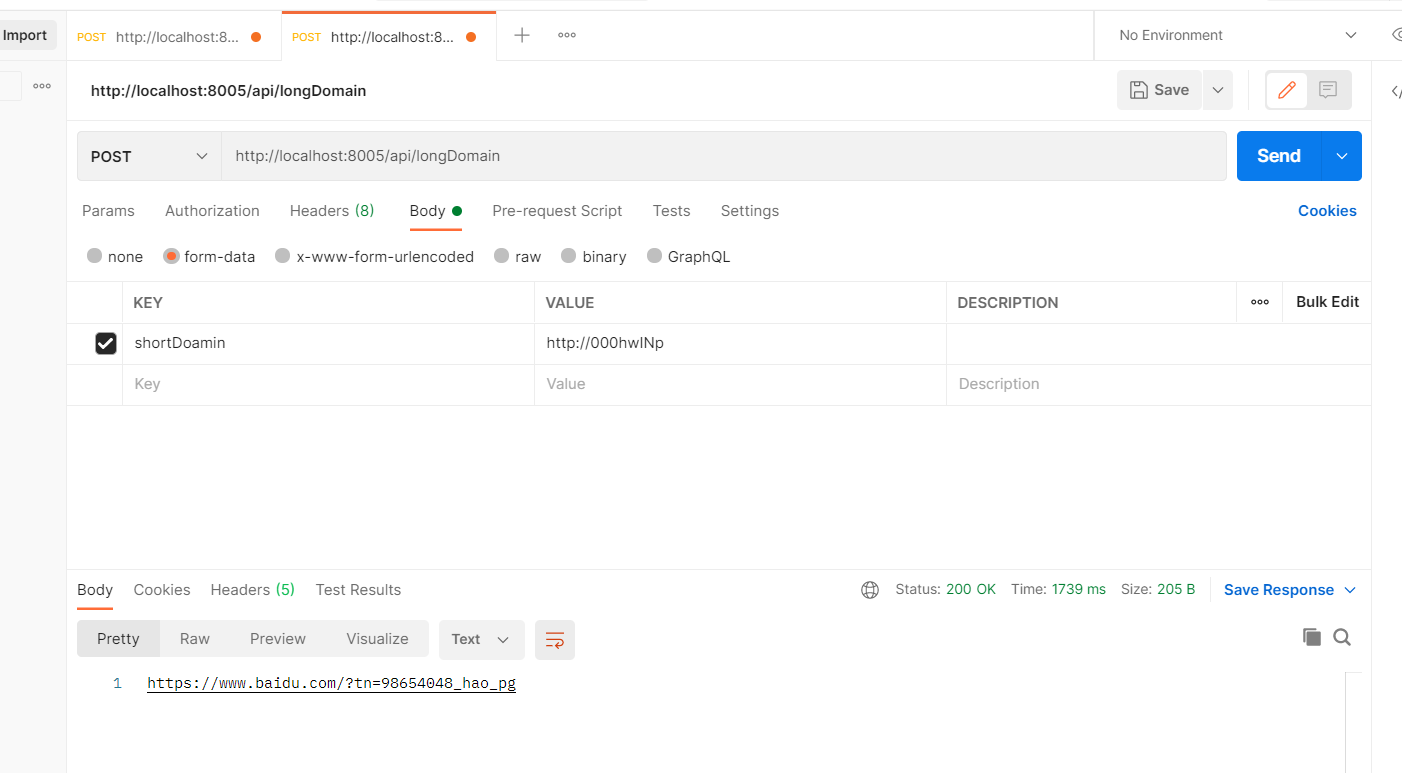 Import POST http://localhost:8... POST http://localhost:8... No Environment
http://localhost:8005/api/longDomain Save
POST http://localhost:8005/api/longDomain Send
Params Authorization Headers (8) Body Pre-request Script Tests Settings Cookies
none form-data x-www-form-urlencoded raw binary GraphQL
KEY VALUE DESCRIPTION Bulk Edit
shortDoamin http://000hwINp
Key Value Description
Body Cookies Headers (5) Test Results Status: 200 OK Time: 1739 ms Size: 205 B Save Response
Pretty Raw Preview Visualize Text
1 https://www.baidu.com/?tn=98654048_hao_pg